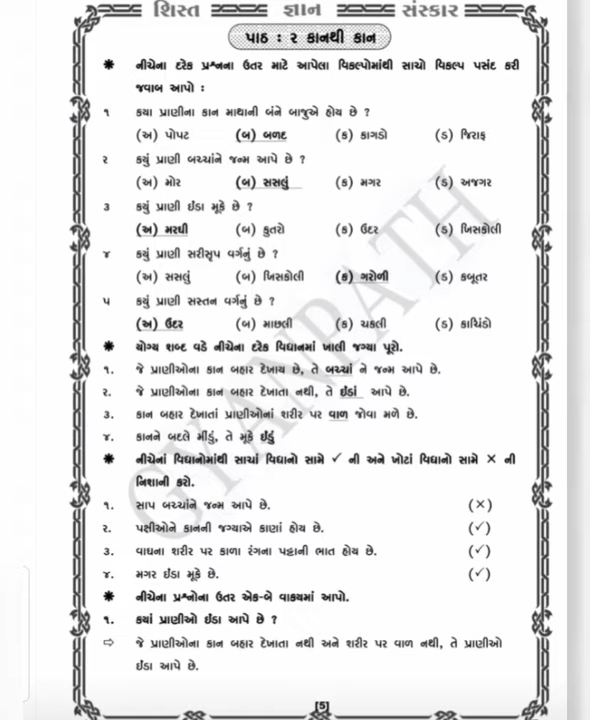 શિસ્ત જ્ઞાન સંસ્કાર
પાઠ : ૨ કાનથી કાન
* નીચેના દરેક પ્રશ્નના ઉતર માટે આપેલા વિકલ્પોમાંથી સાચો વિકલ્પ પસંદ કરી
જવાબ આપો :
૧ કયા પ્રાણીના કાન માથાની બંને બાજુએ હોય છે ?
(અ) પોપટ (બ) બળદ (ક) કાગડો (ડ) જિરાફ
૨ કયું પ્રાણી બચ્ચાંને જન્મ આપે છે ?
(અ) મોર (બ) સસલું (ક) મગર (ડ) અજગર
૩ કયું પ્રાણી ઈંડા મૂકે છે ?
(અ) મરઘી (બ) કુતરો (ક) ઉંદર (ડ) ખિસકોલી
૪ કયું પ્રાણી સરીસૃપ વર્ગનું છે ?
(અ) સસલું (બ) ખિસકોલી (ક) ગરોળી (ડ) કબૂતર
૫ કયું પ્રાણી સસ્તન વર્ગનું છે ?
(અ) ઉંદર (બ) માછલી (ક) ચકલી (ડ) કાચિંડો
* યોગ્ય શબ્દ વડે નીચેના દરેક વિધાનમાં ખાલી જગ્યા પૂરો.
૧. જે પ્રાણીઓના કાન બહાર દેખાય છે, તે બચ્ચાં ને જન્મ આપે છે.
૨. જે પ્રાણીઓના કાન બહાર દેખાતા નથી, તે ઈંડાં આપે છે.
૩. કાન બહાર દેખાતાં પ્રાણીઓનાં શરીર પર વાળ જોવા મળે છે.
૪. કાનને બદલે મીંડું, તે મૂકે ઈંડું
* નીચેનાં વિધાનોમાંથી સાચાં વિધાનો સામે ✓ ની અને ખોટાં વિધાનો સામે × ની
નિશાની કરો.
૧. સાપ બચ્ચાંને જન્મ આપે છે. (×)
૨. પક્ષીઓને કાનની જગ્યાએ કાણાં હોય છે. (✓)
૩. વાઘના શરીર પર કાળા રંગના પટ્ટાની ભાત હોય છે. (✓)
૪. મગર ઈંડા મૂકે છે. (✓)
* નીચેના પ્રશ્નોના ઉતર એક-બે વાક્યમાં આપો.
૧. કયાં પ્રાણીઓ ઈંડા આપે છે ?
⇨ જે પ્રાણીઓના કાન બહાર દેખાતા નથી અને શરીર પર વાળ નથી, તે પ્રાણીઓ
ઈંડા આપે છે.
GYANPATH
[5]